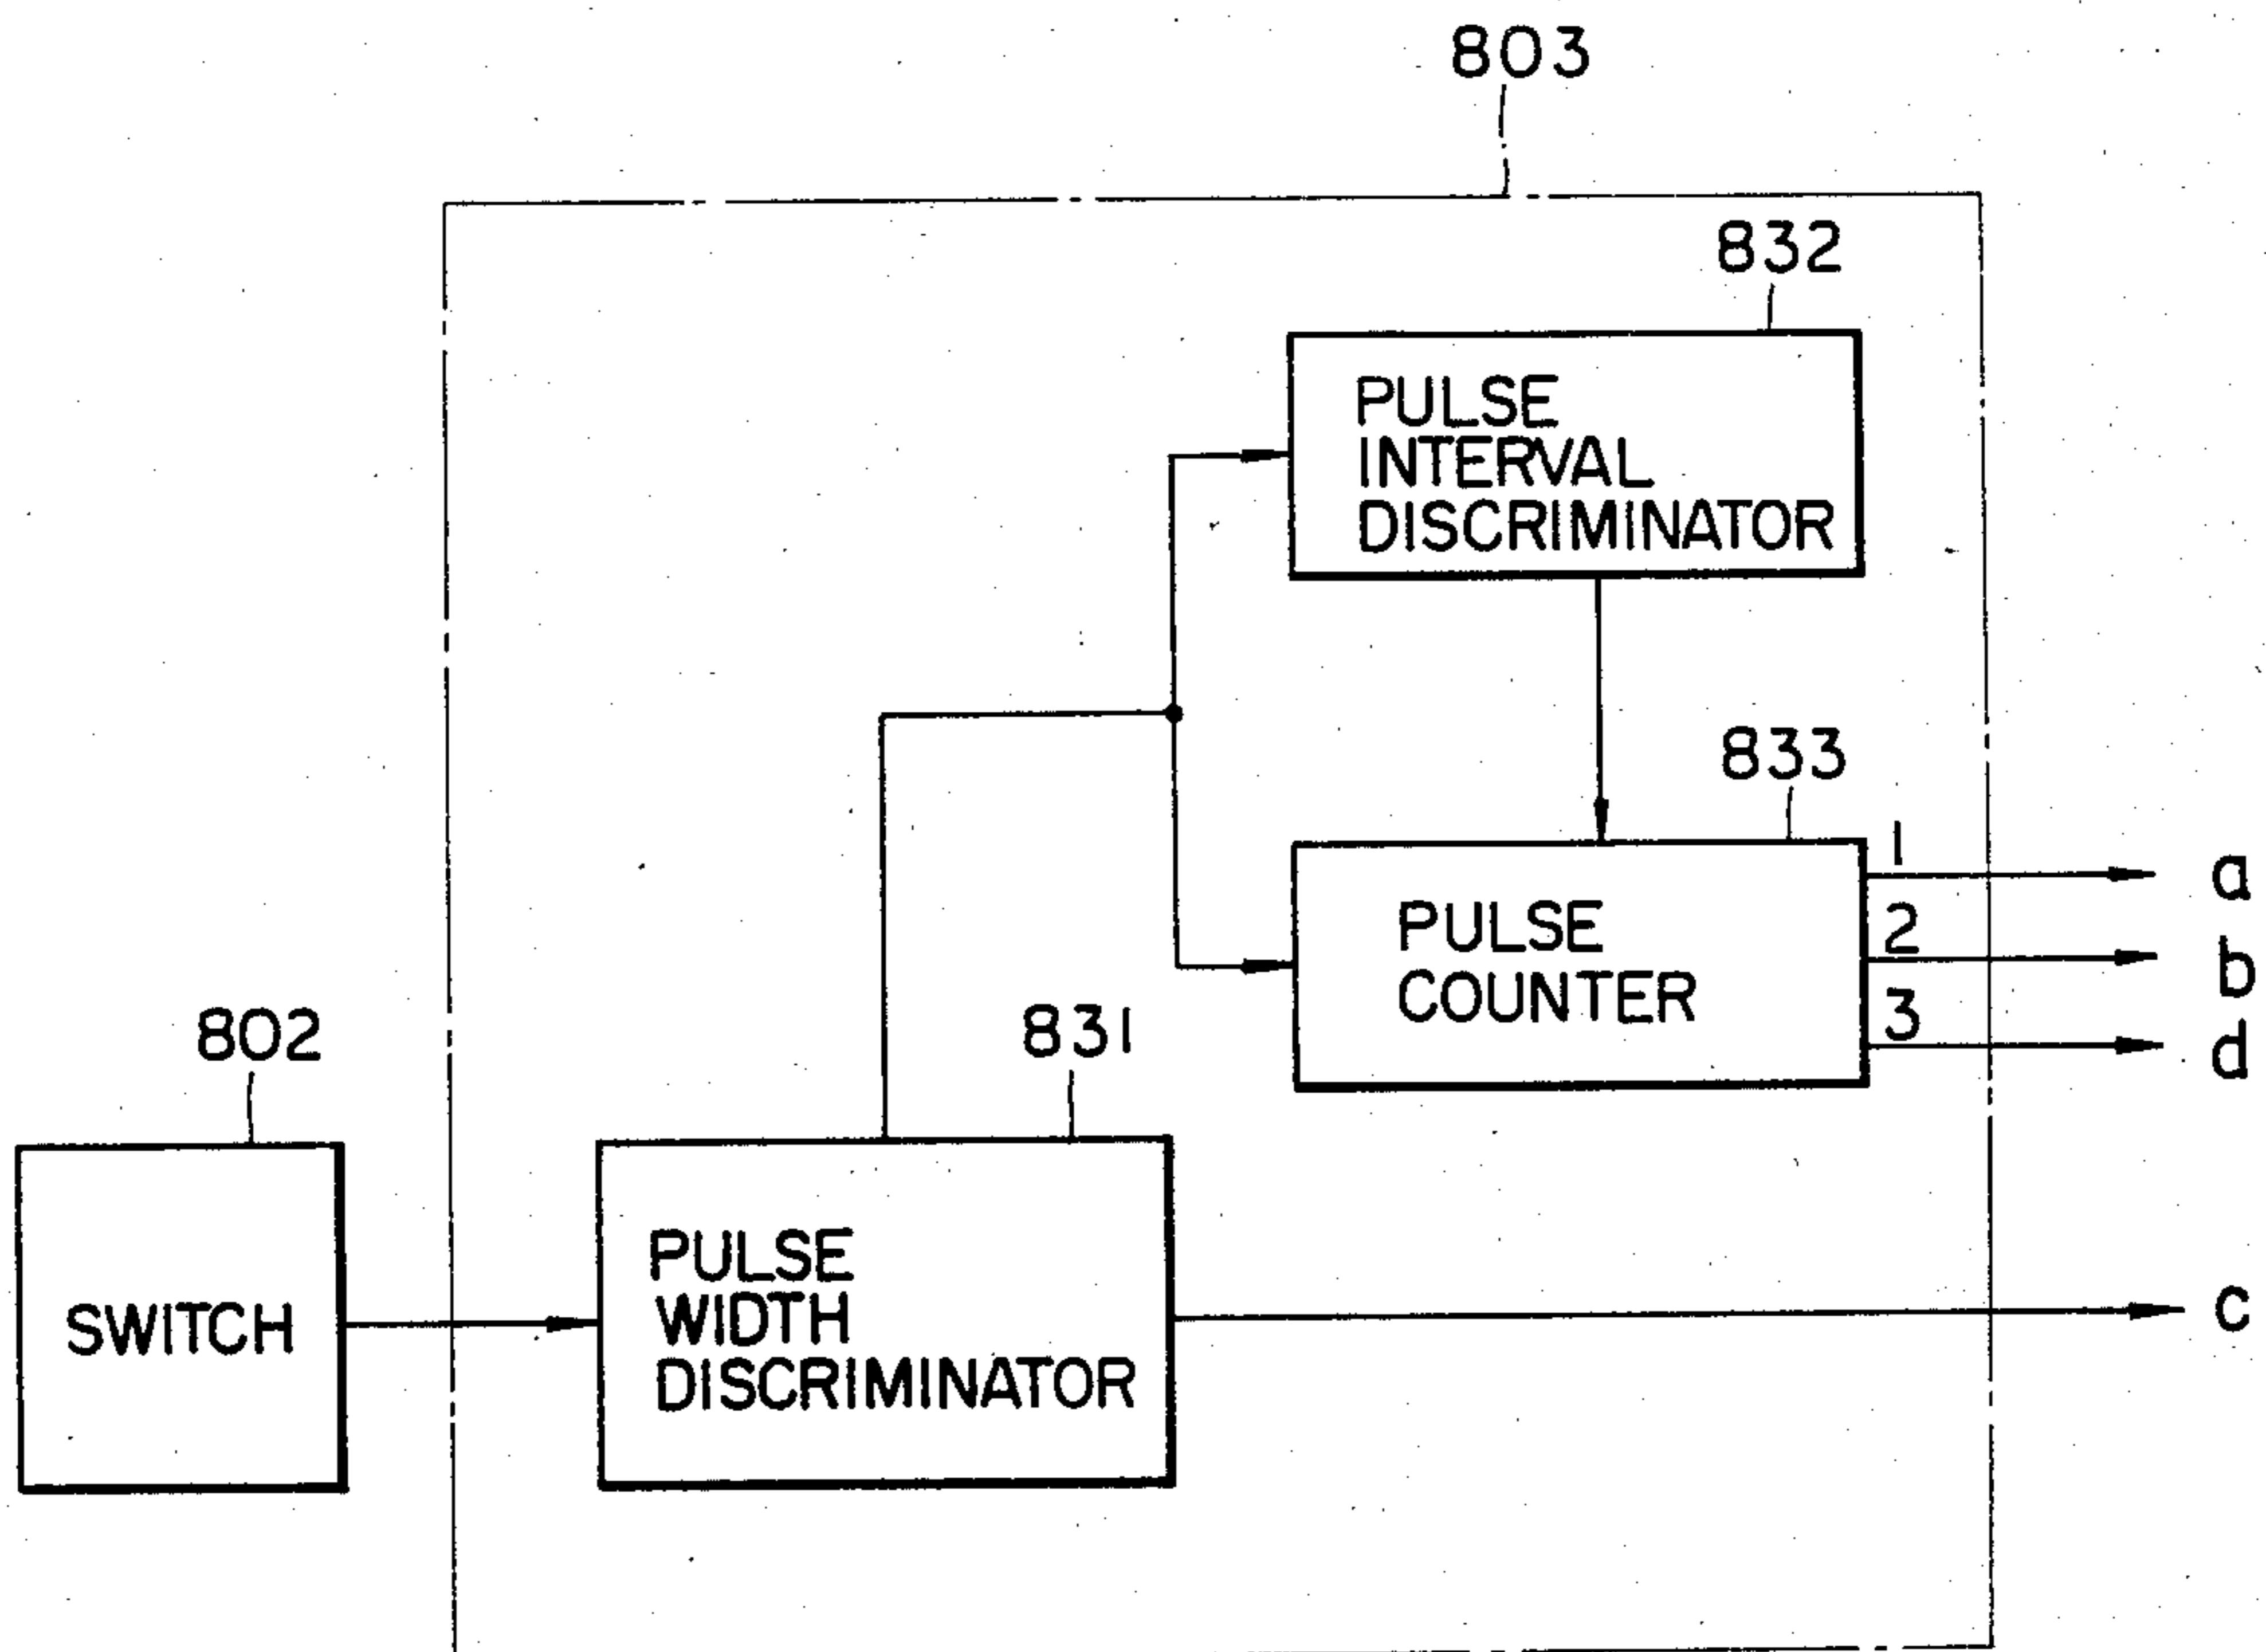 803
832
PULSE
INTERVAL
DISCRIMINATOR
833
1
a
PULSE
COUNTER
2
b
3
d
802
831
SWITCH
PULSE
WIDTH
DISCRIMINATOR
c